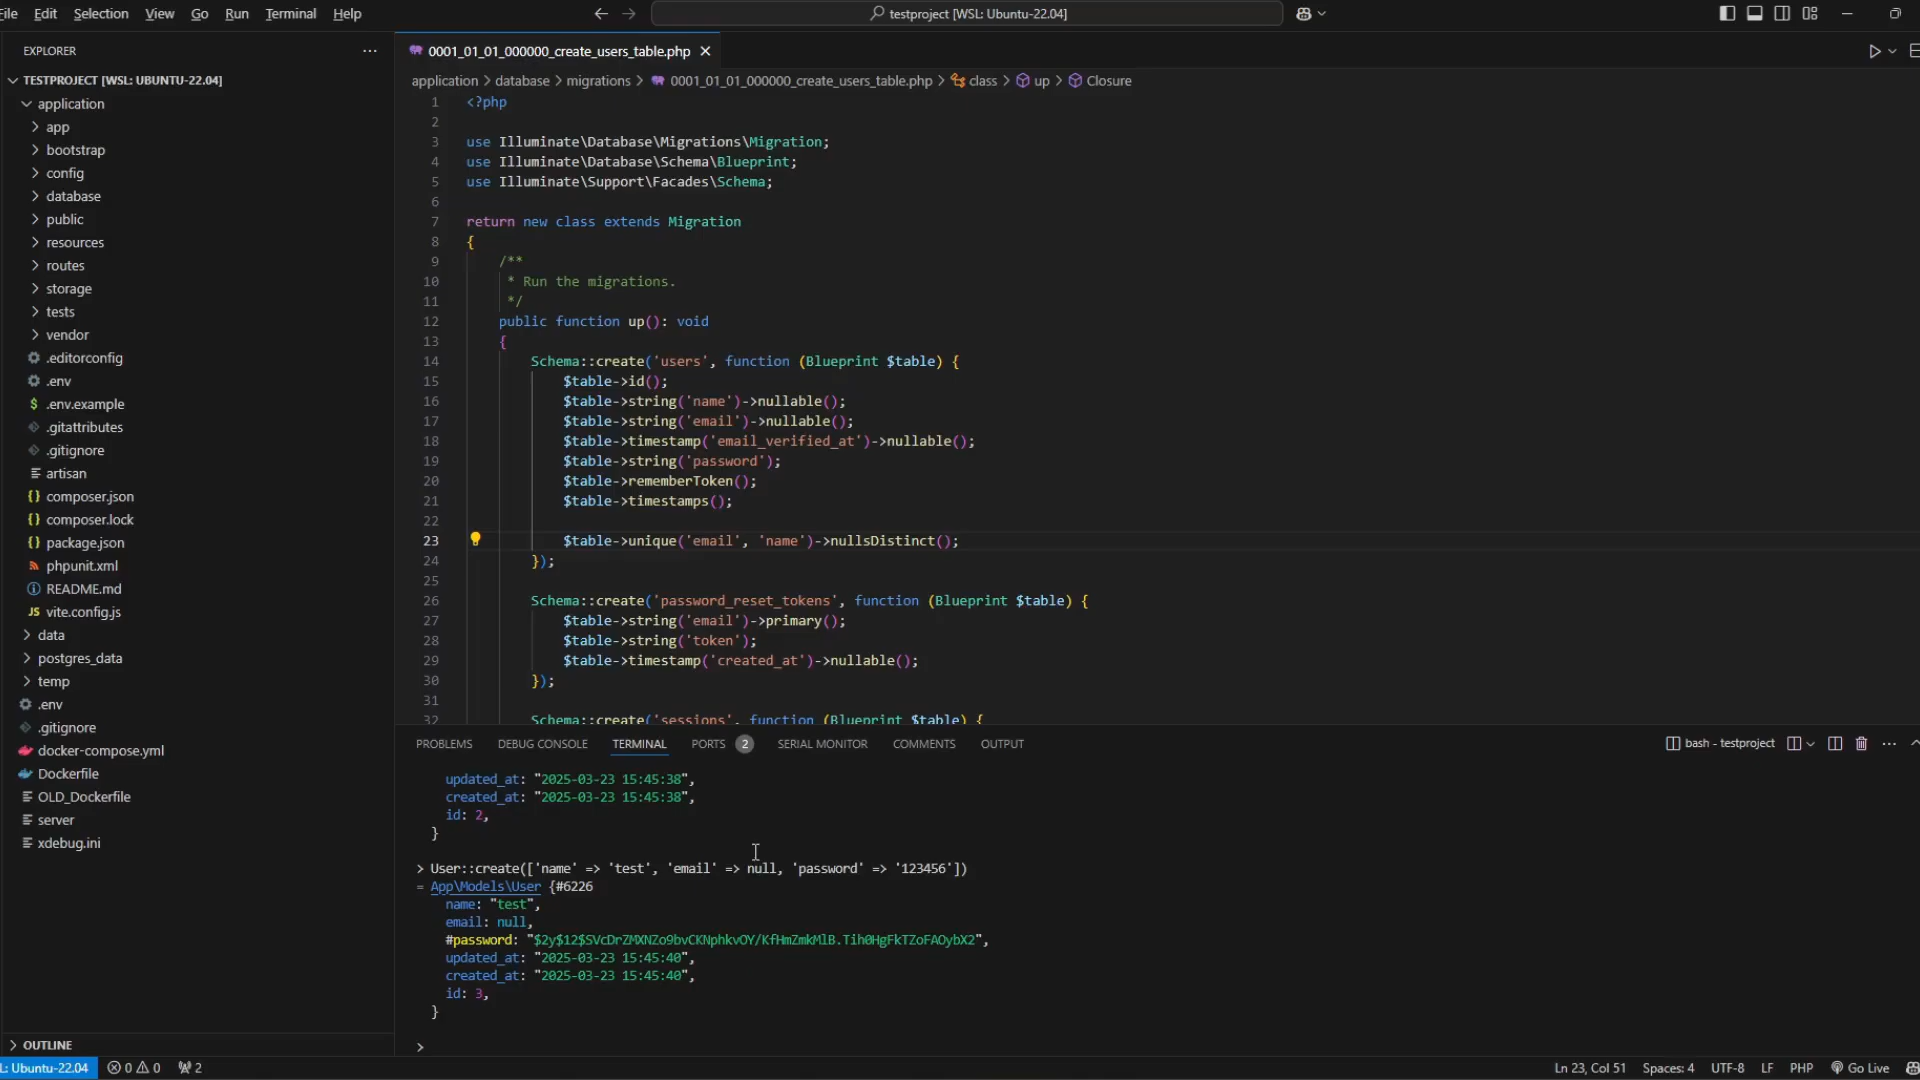 File Edit Selection View Go Run Terminal Help
testproject [WSL: Ubuntu-22.04]
EXPLORER
TESTPROJECT [WSL: UBUNTU-22.04]
application
app
bootstrap
config
database
public
resources
routes
storage
tests
vendor
.editorconfig
.env
.env.example
.gitattributes
.gitignore
artisan
composer.json
composer.lock
package.json
phpunit.xml
README.md
vite.config.js
data
postgres_data
temp
.env
.gitignore
docker-compose.yml
Dockerfile
OLD_Dockerfile
server
xdebug.ini
OUTLINE
0001_01_01_000000_create_users_table.php
application > database > migrations > 0001_01_01_000000_create_users_table.php > class > up > Closure
1 <?php
2
3 use Illuminate\Database\Migrations\Migration;
4 use Illuminate\Database\Schema\Blueprint;
5 use Illuminate\Support\Facades\Schema;
6
7 return new class extends Migration
8 {
9 /**
10 * Run the migrations.
11 */
12 public function up(): void
13 {
14 Schema::create('users', function (Blueprint $table) {
15 $table->id();
16 $table->string('name')->nullable();
17 $table->string('email')->nullable();
18 $table->timestamp('email_verified_at')->nullable();
19 $table->string('password');
20 $table->rememberToken();
21 $table->timestamps();
22
23 $table->unique('email', 'name')->nullsDistinct();
24 });
25
26 Schema::create('password_reset_tokens', function (Blueprint $table) {
27 $table->string('email')->primary();
28 $table->string('token');
29 $table->timestamp('created_at')->nullable();
30 });
31
32 Schema::create('sessions', function (Blueprint $table) {
PROBLEMS DEBUG CONSOLE TERMINAL PORTS 2 SERIAL MONITOR COMMENTS OUTPUT
bash - testproject
updated_at: "2025-03-23 15:45:38",
created_at: "2025-03-23 15:45:38",
id: 2,
}
> User::create(['name' => 'test', 'email' => null, 'password' => '123456'])
= App\Models\User {#6226
name: "test",
email: null,
#password: "$2y$12$SVcDrZMXNZo9bvCKNphkvOY/KfHmZmkMlB.Tih0HgFkTZoFAOybX2",
updated_at: "2025-03-23 15:45:40",
created_at: "2025-03-23 15:45:40",
id: 3,
}
>
L: Ubuntu-22.04 0 0 2
Ln 23, Col 51 Spaces: 4 UTF-8 LF PHP Go Live